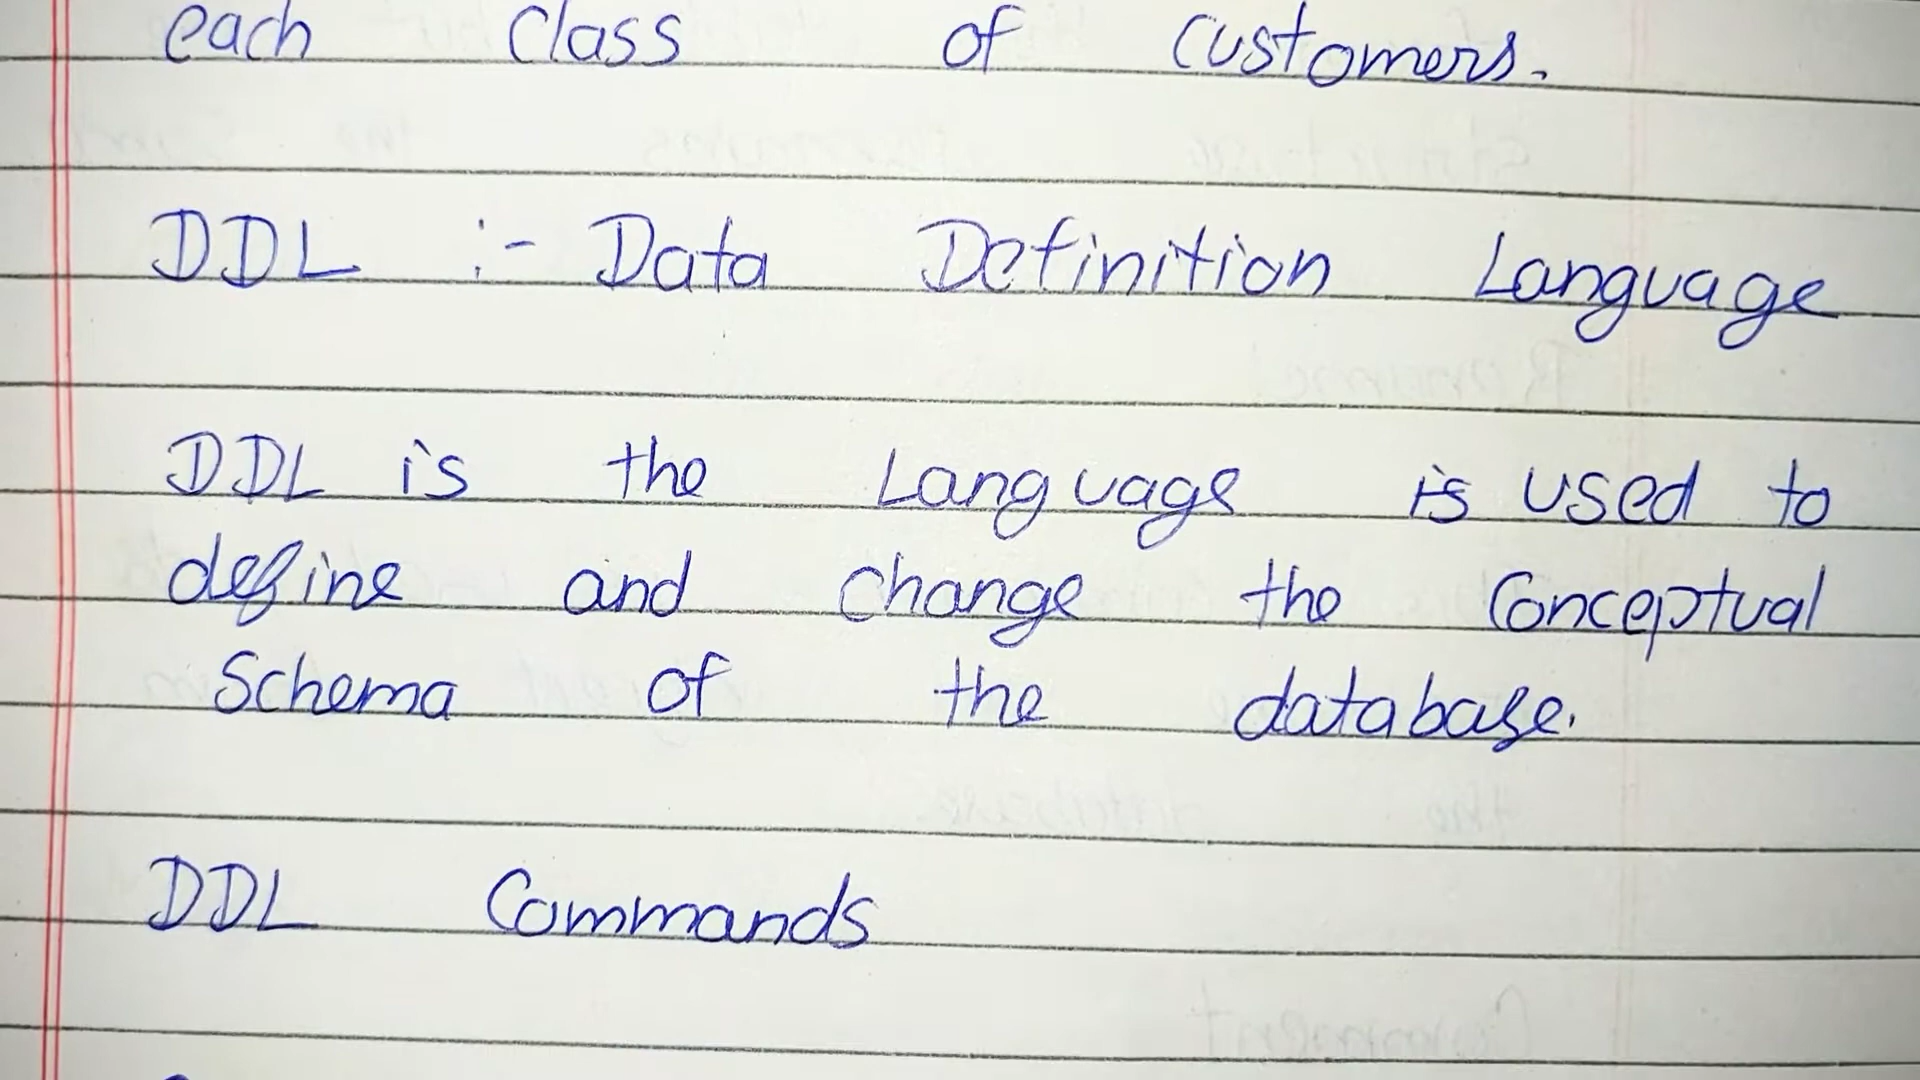 each class of customers.
DDL :- Data Definition Language
DDL is the Language is used to
define and change the Conceptual
Schema of the database.
DDL Commands